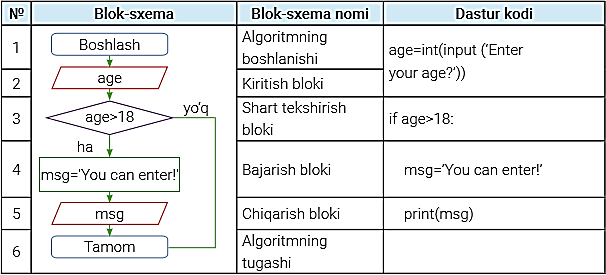 № Blok-sxema Blok-sxema nomi Dastur kodi
1 Boshlash Algoritmning
boshlanishi
age=int(input (‘Enter
your age?’))
2 age Kiritish bloki
3 age>18 yo‘q Shart tekshirish
bloki
if age>18:
ha
4 msg=‘You can enter!’ Bajarish bloki msg=‘You can enter!’
5 msg Chiqarish bloki print(msg)
6 Tamom Algoritmning
tugashi